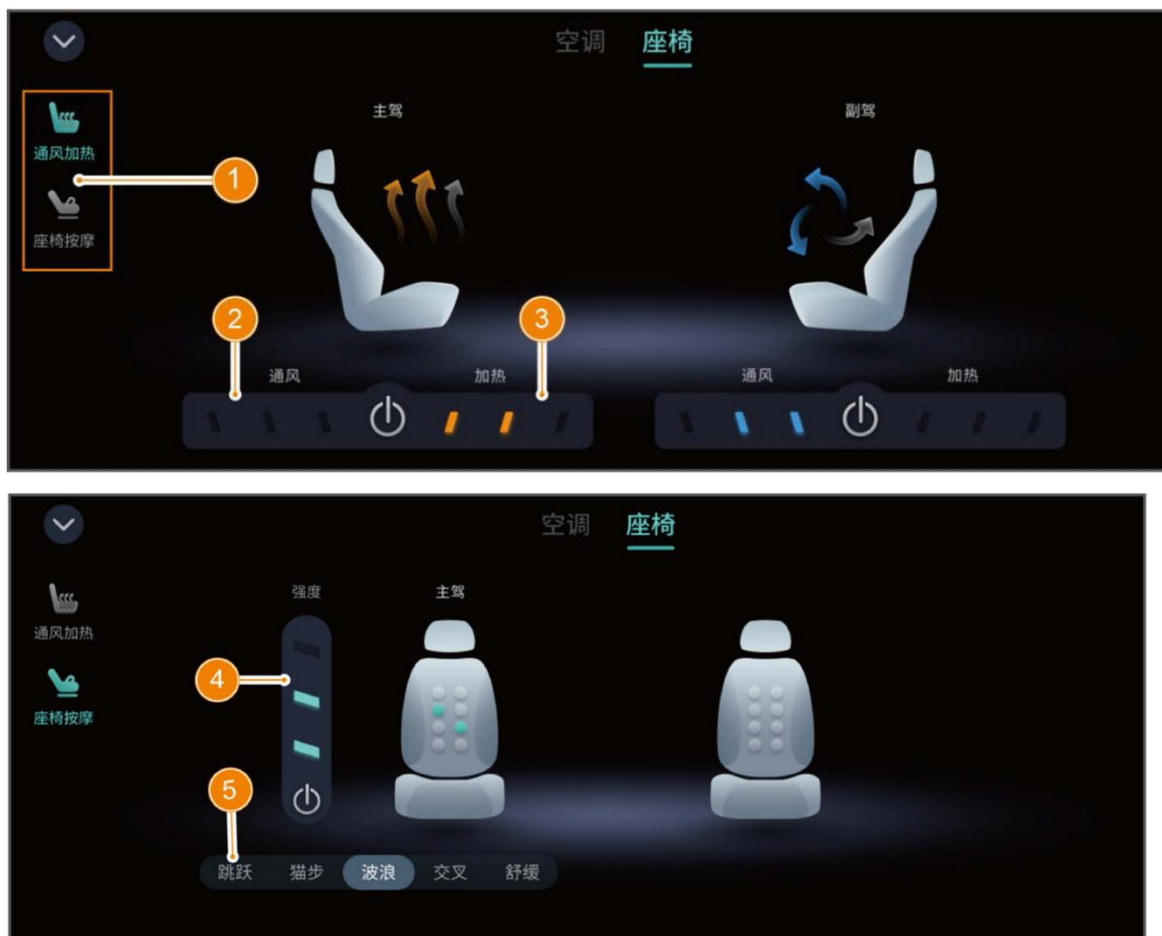 空调 座椅
主驾 副驾
通风加热
1
座椅按摩
2 3
通风 加热 通风 加热
空调 座椅
强度 主驾
通风加热
4
座椅按摩
5
跳跃 猫步 波浪 交叉 舒缓